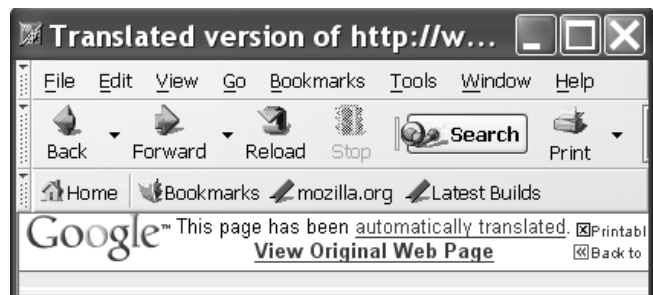 Translated version of http://w...
File Edit View Go Bookmarks Tools Window Help
Back Forward Reload Stop Search Print
Home Bookmarks mozilla.org Latest Builds
Google™ This page has been automatically translated. Printabl
View Original Web Page Back to